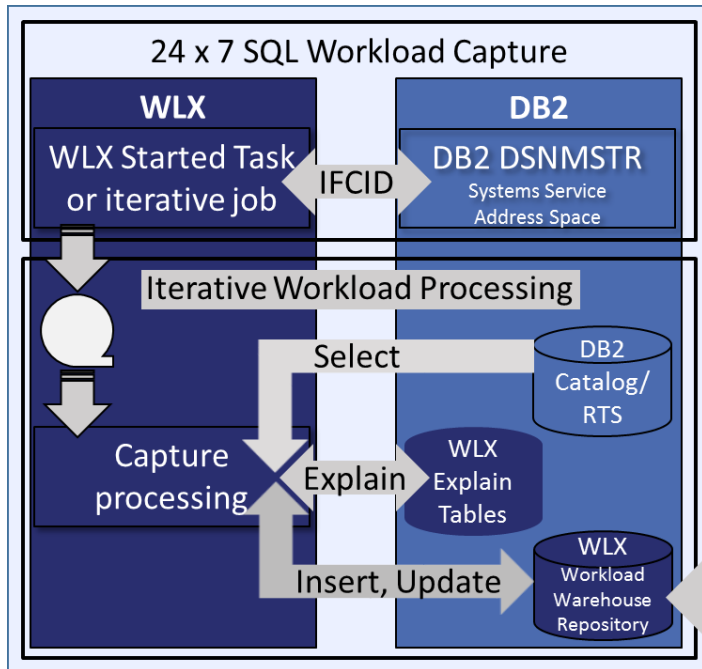 24 x 7 SQL Workload Capture
WLX
DB2
WLX Started Task
or iterative job
IFCID
DB2 DSNMSTR
Systems Service
Address Space
Iterative Workload Processing
Select
DB2
Catalog/
RTS
Capture
processing
Explain
WLX
Explain
Tables
Insert, Update
WLX
Workload
Warehouse
Repository